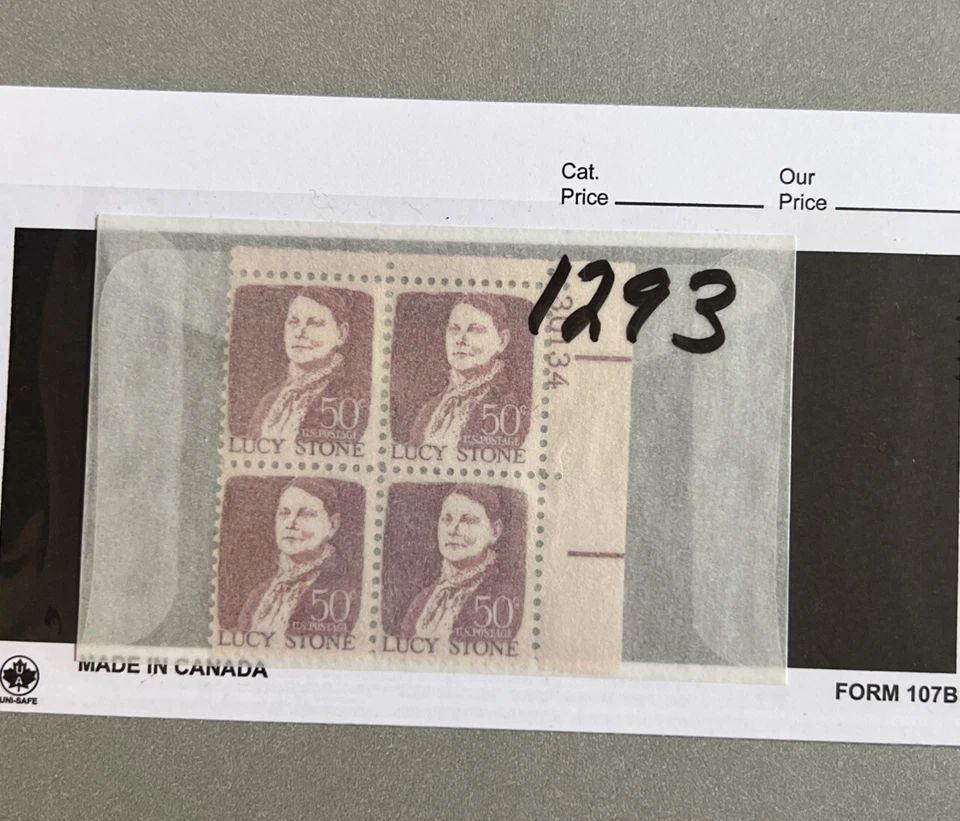 Cat.
Price
Our
Price
1293
50¢
U.S. POSTAGE
LUCY STONE
50¢
U.S. POSTAGE
LUCY STONE
50¢
U.S. POSTAGE
LUCY STONE
50¢
U.S. POSTAGE
LUCY STONE
UNI-SAFE
MADE IN CANADA
FORM 107B